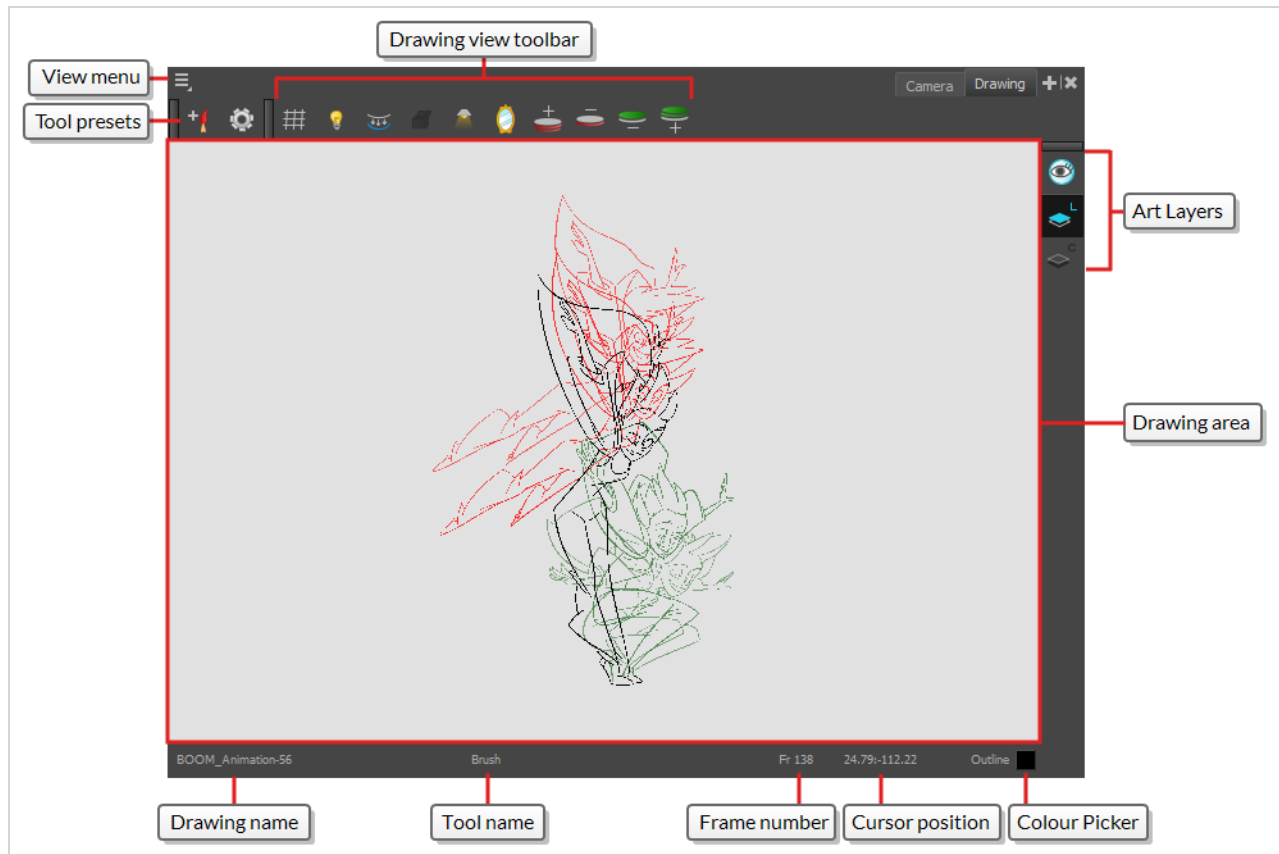 Drawing view toolbar
View menu
Camera
Drawing
Tool presets
L
Art Layers
C
Drawing area
BOOM_Animation-56
Brush
Fr 138
24.79:-112.22
Outline
Drawing name
Tool name
Frame number
Cursor position
Colour Picker